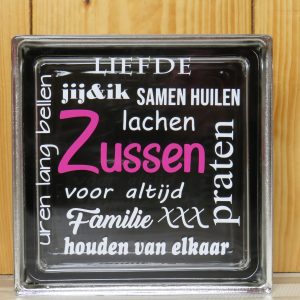 LIEFDE
jij&ik
SAMEN HUILEN
lachen
Zussen
uren lang bellen
praten
voor altijd
Familie XXX
houden van elkaar